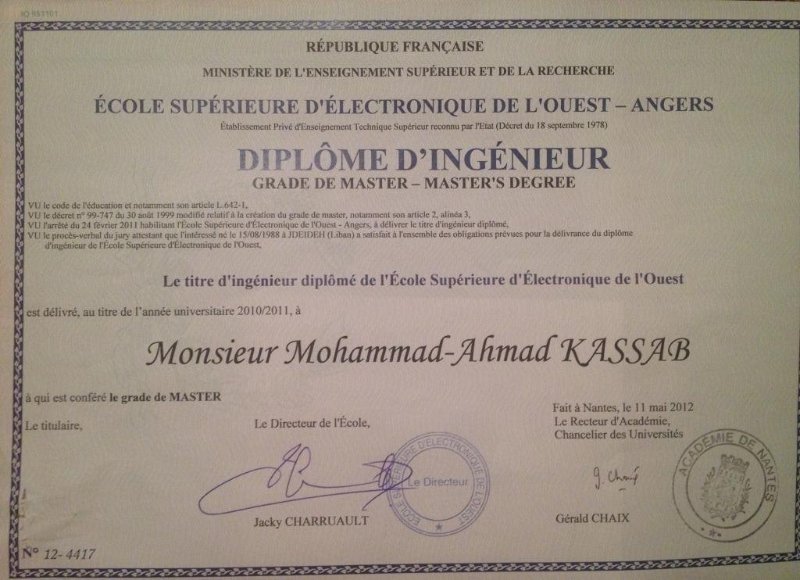 RÉPUBLIQUE FRANÇAISE
MINISTÈRE DE L'ENSEIGNEMENT SUPÉRIEUR ET DE LA RECHERCHE
ÉCOLE SUPÉRIEURE D'ÉLECTRONIQUE DE L'OUEST – ANGERS
Établissement Privé d'Enseignement Technique Supérieur reconnu par l'Etat (Décret du 18 septembre 1978)
DIPLÔME D'INGÉNIEUR
GRADE DE MASTER – MASTER'S DEGREE
VU le code de l'éducation et notamment son article L.642-1,
VU le décret n° 99-747 du 30 août 1999 modifié relatif à la création du grade de master, notamment son article 2, alinéa 3,
VU l'arrêté du 24 février 2011 habilitant l'École Supérieure d'Électronique de l'Ouest - Angers, à délivrer le titre d'ingénieur diplômé,
VU le procès-verbal du jury attestant que l'intéressé né le 15/08/1988 à JDEIDEH (Liban) a satisfait à l'ensemble des obligations prévues pour la délivrance du diplôme
d'ingénieur de l'École Supérieure d'Électronique de l'Ouest,
Le titre d'ingénieur diplômé de l'École Supérieure d'Électronique de l'Ouest
est délivré, au titre de l'année universitaire 2010/2011, à
Monsieur Mohammad-Ahmad KASSAB
à qui est conféré le grade de MASTER
Fait à Nantes, le 11 mai 2012
Le titulaire,
Le Directeur de l'École,
Le Recteur d'Académie,
Chancelier des Universités
ÉCOLE SUPÉRIEURE D'ÉLECTRONIQUE DE L'OUEST
Le Directeur
G. Chaix
ACADÉMIE DE NANTES
Jacky CHARRUAULT
Gérald CHAIX
N° 12-4417